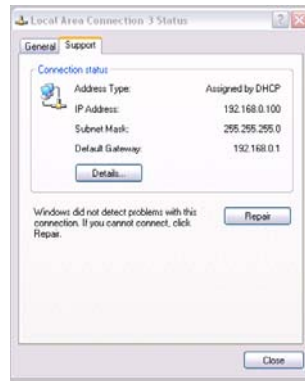 Local Area Connection 3 Status
General
Support
Connection status
Address Type: Assigned by DHCP
IP Address: 192.168.0.100
Subnet Mask: 255.255.255.0
Default Gateway: 192.168.0.1
Details...
Windows did not detect problems with this
connection. If you cannot connect, click
Repair.
Repair
Close